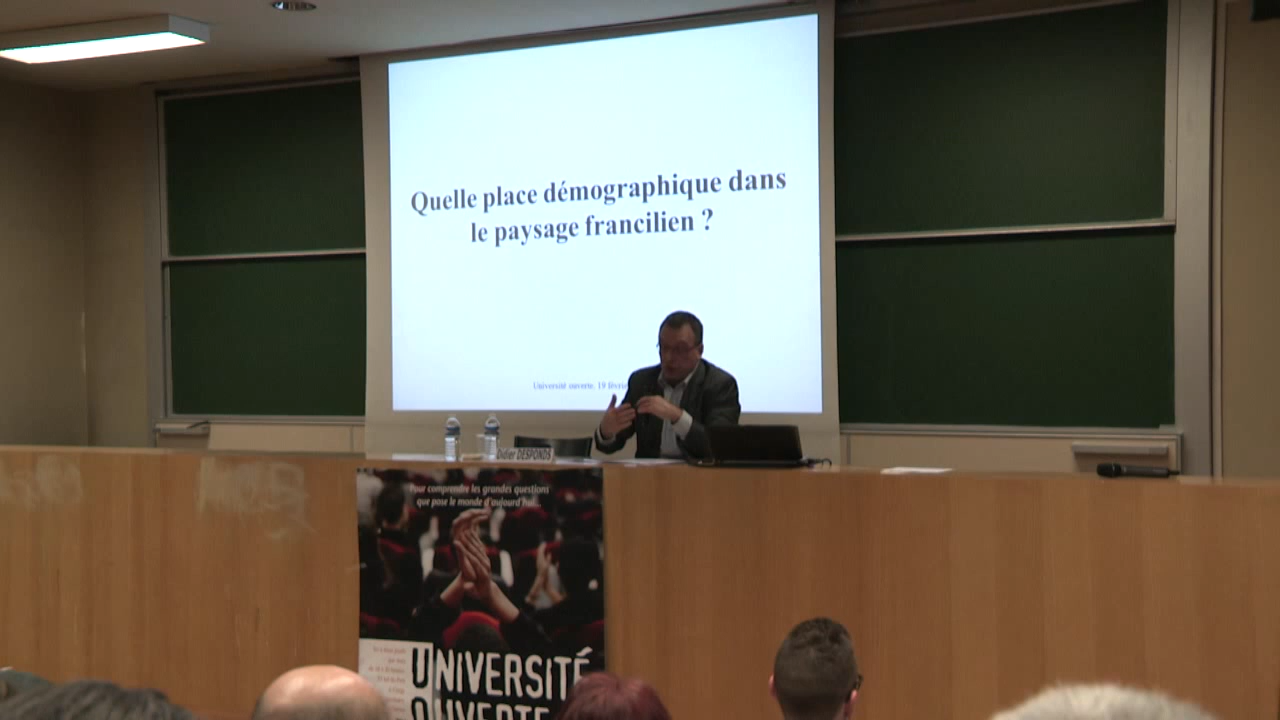 Quelle place démographique dans
le paysage francilien ?
Université ouverte, 19
Didier DESPONDS
Pour comprendre les grandes questions
que pose le monde d'aujourd'hui...
UNIVERSITÉ
OUVERTE